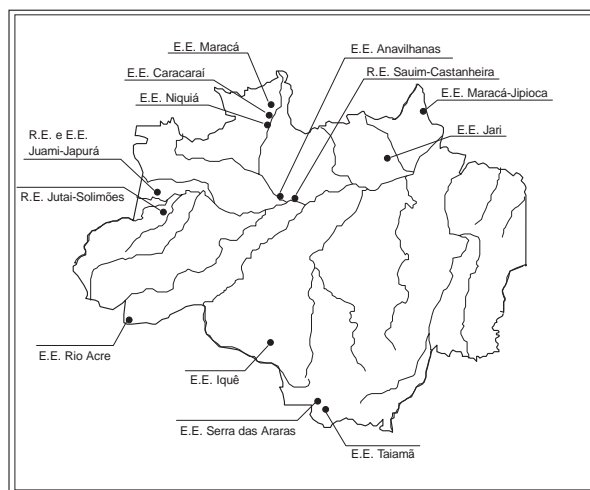 E.E. Maracá
E.E. Anavilhanas
E.E. Caracaraí
R.E. Sauim-Castanheira
E.E. Niquiá
E.E. Maracá-Jipioca
R.E. e E.E.
Juami-Japurá
E.E. Jari
R.E. Jutai-Solimões
E.E. Rio Acre
E.E. Iquê
E.E. Serra das Araras
E.E. Taiamã